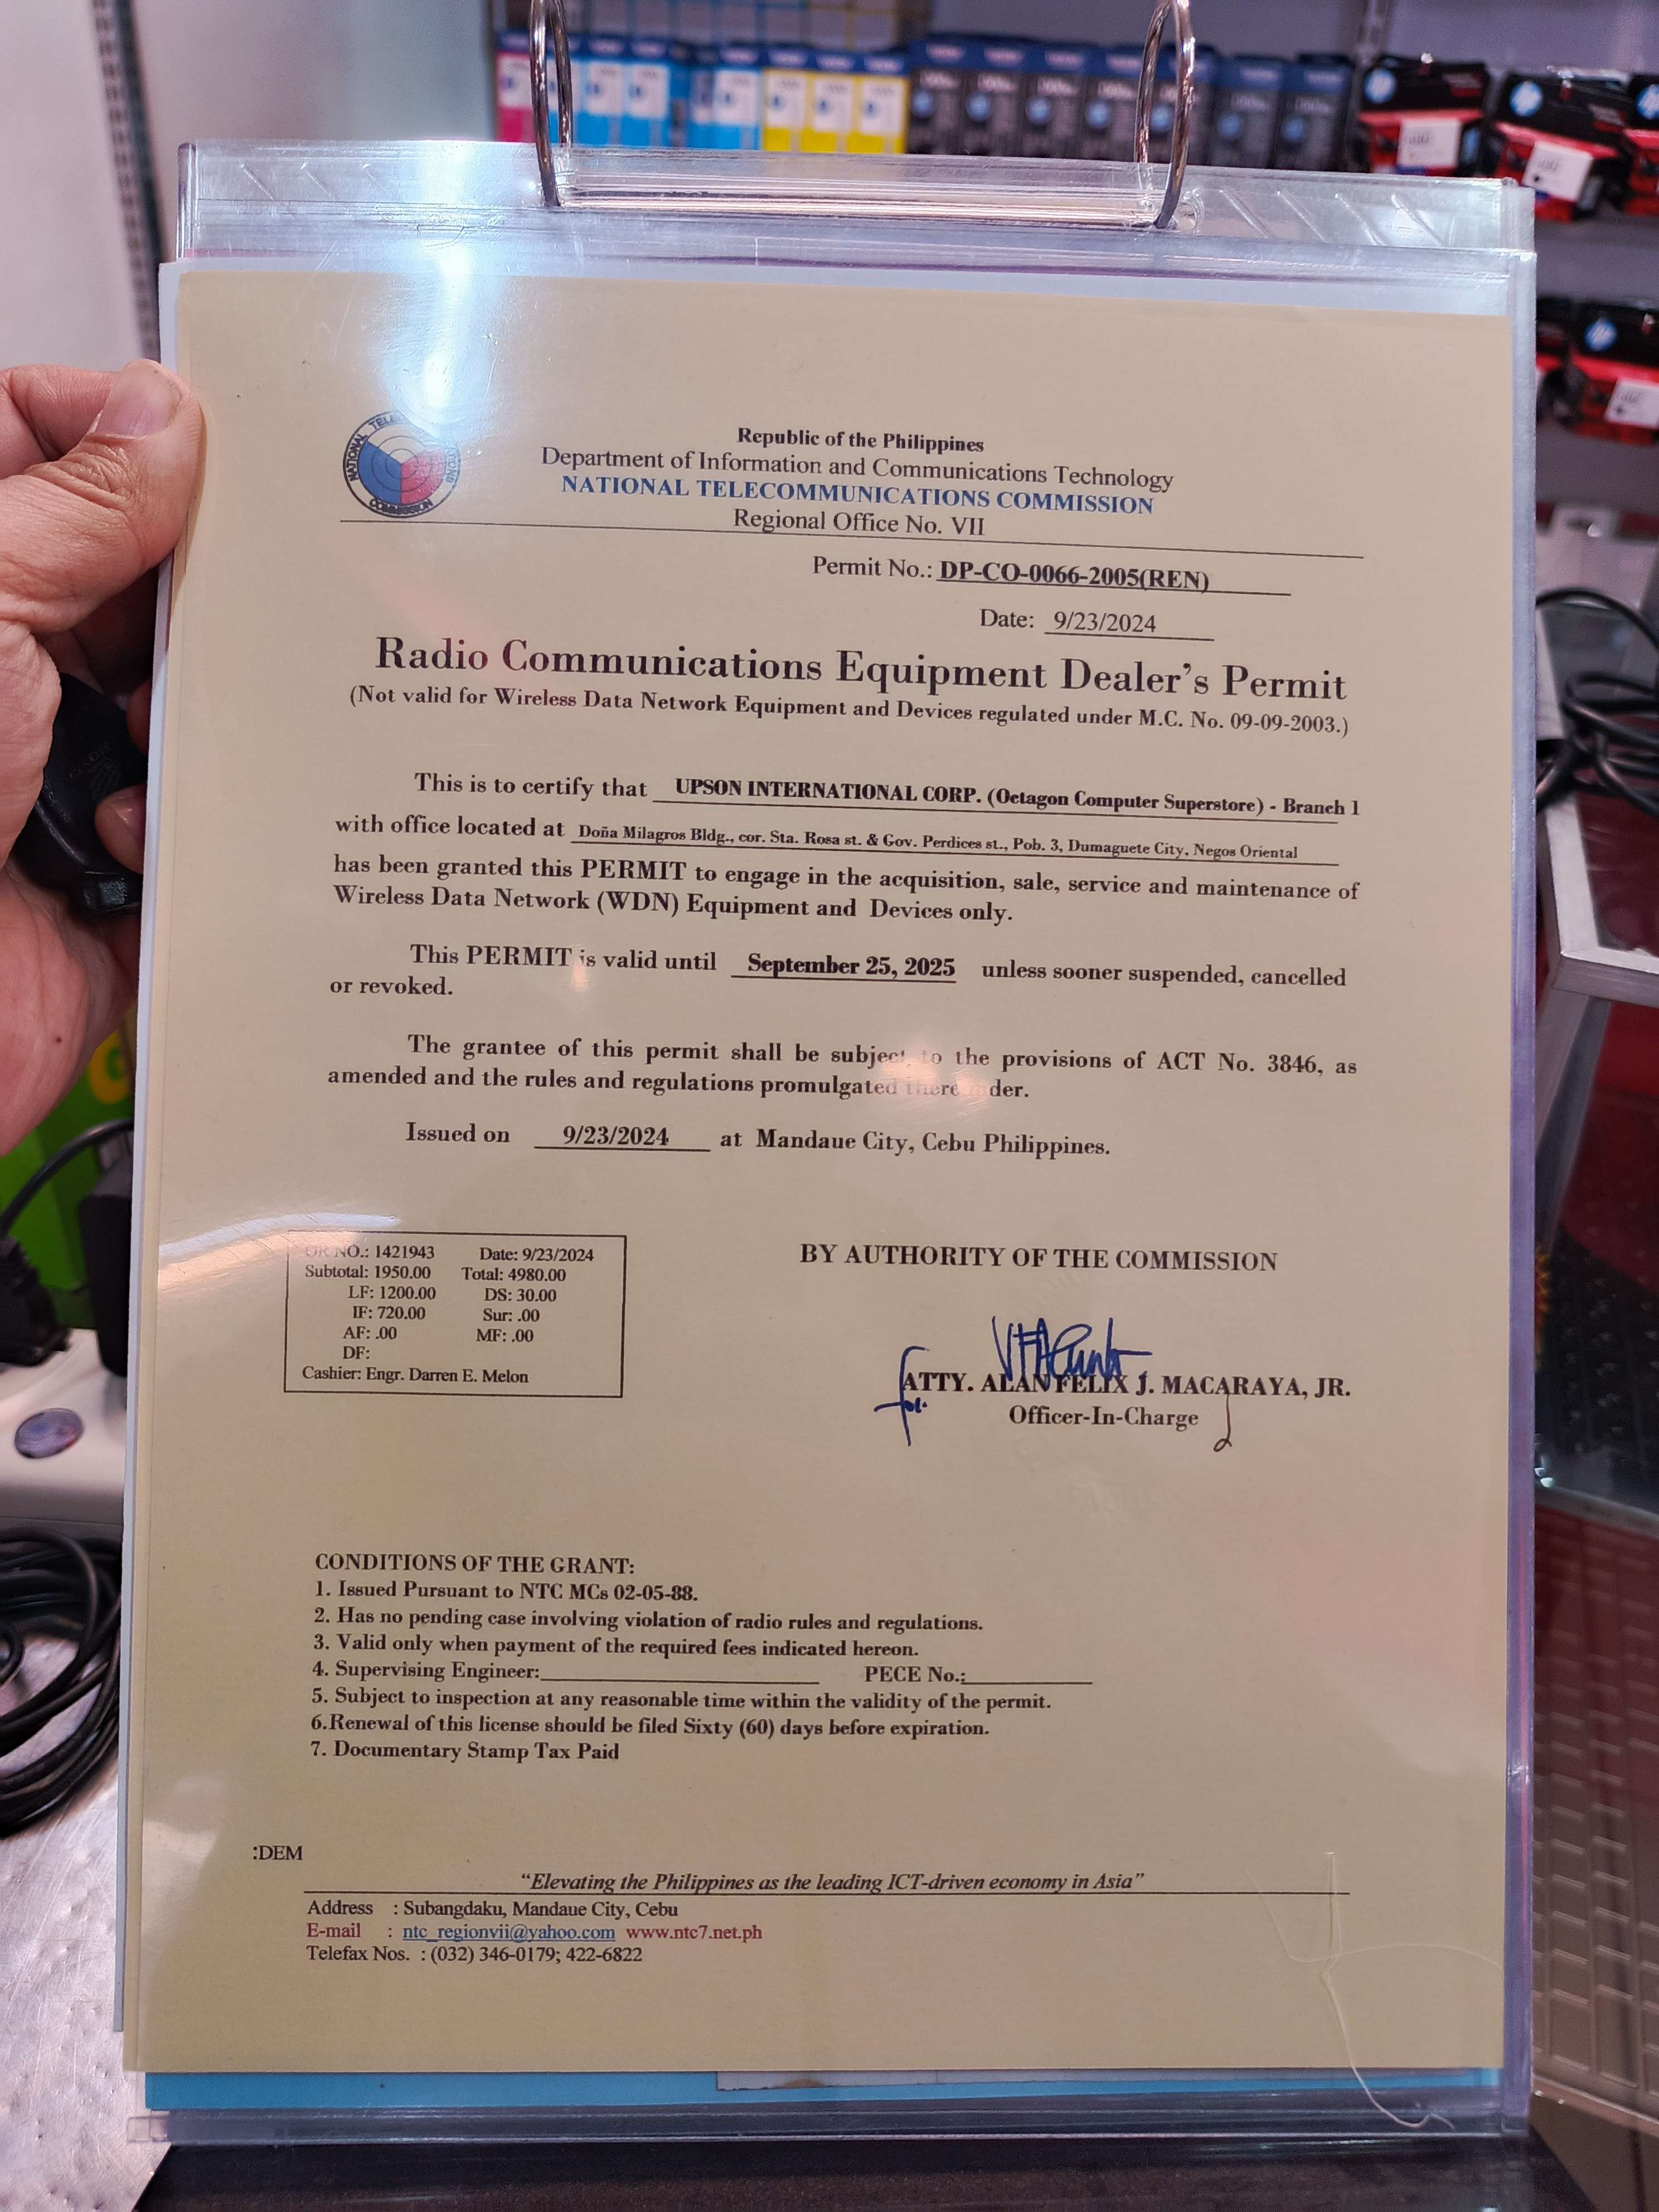 Republic of the Philippines
Department of Information and Communications Technology
NATIONAL TELECOMMUNICATIONS COMMISSION
Regional Office No. VII
Permit No.: DP-CO-0066-2005(REN)
Date: 9/23/2024
Radio Communications Equipment Dealer's Permit
(Not valid for Wireless Data Network Equipment and Devices regulated under M.C. No. 09-09-2003.)
This is to certify that UPSON INTERNATIONAL CORP. (Octagon Computer Superstore) - Branch 1
with office located at Doña Milagros Bldg., cor. Sta. Rosa st. & Gov. Perdices st., Pob. 3, Dumaguete City, Negos Oriental
has been granted this PERMIT to engage in the acquisition, sale, service and maintenance of
Wireless Data Network (WDN) Equipment and Devices only.
This PERMIT is valid until September 25, 2025 unless sooner suspended, cancelled
or revoked.
The grantee of this permit shall be subject to the provisions of ACT No. 3846, as
amended and the rules and regulations promulgated thereunder.
Issued on 9/23/2024 at Mandaue City, Cebu Philippines.
OR NO.: 1421943 Date: 9/23/2024
Subtotal: 1950.00 Total: 4980.00
LF: 1200.00 DS: 30.00
IF: 720.00 Sur: .00
AF: .00 MF: .00
DF:
Cashier: Engr. Darren E. Melon
BY AUTHORITY OF THE COMMISSION
for
ATTY. ALAN FELIX J. MACARAYA, JR.
Officer-In-Charge
CONDITIONS OF THE GRANT:
1. Issued Pursuant to NTC MCs 02-05-88.
2. Has no pending case involving violation of radio rules and regulations.
3. Valid only when payment of the required fees indicated hereon.
4. Supervising Engineer: PECE No.:
5. Subject to inspection at any reasonable time within the validity of the permit.
6.Renewal of this license should be filed Sixty (60) days before expiration.
7. Documentary Stamp Tax Paid
:DEM
“Elevating the Philippines as the leading ICT-driven economy in Asia”
Address : Subangdaku, Mandaue City, Cebu
E-mail : ntc_regionvii@yahoo.com www.ntc7.net.ph
Telefax Nos. : (032) 346-0179; 422-6822